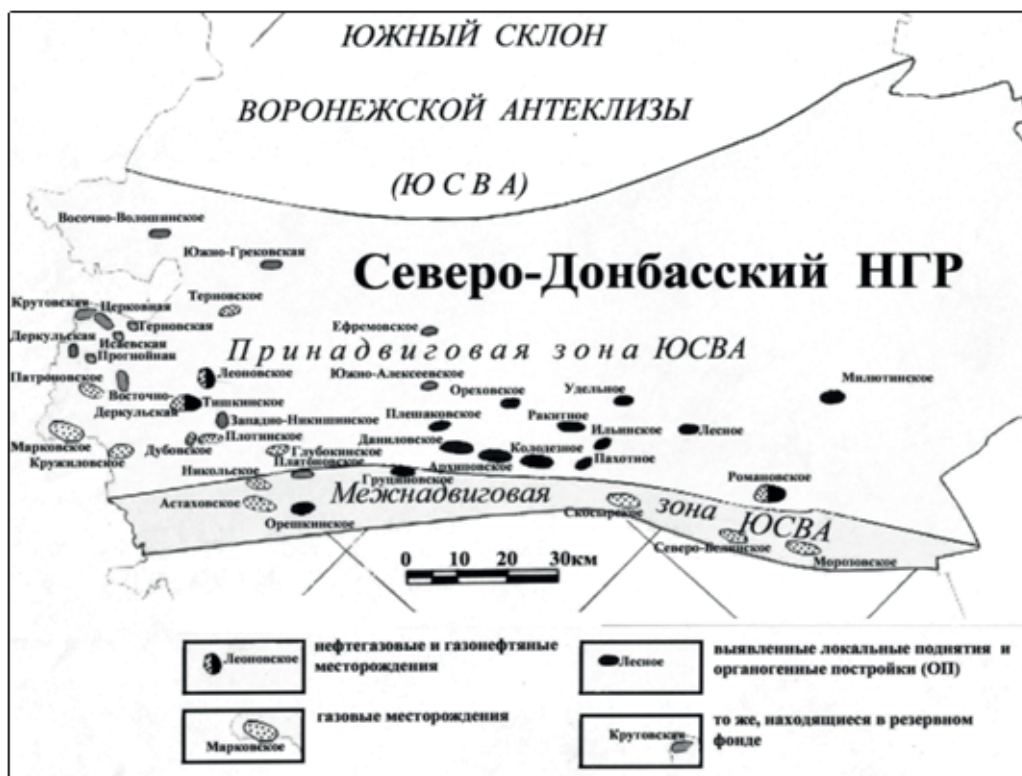 ЮЖНЫЙ СКЛОН
ВОРОНЕЖСКОЙ АНТЕКЛИЗЫ
(Ю С В А)
Восочно-Волошинское
Южно-Грековская
Северо-Донбасский НГР
Терновское
Крутовская
Церковная
Терновская
Деркульская
Исаевская
Прогнойная
Ефремовское
Принадвиговая зона ЮСВА
Патроновское
Леоновское
Южно-Алексеевское
Ореховское
Удельное
Милютинское
Восточно-
Деркульская
Тишкинское
Западно-Никишинское
Плешаковское
Ракитное
Ильинское
Лесное
Марковское
Дубовское
Плотинское
Даниловское
Колодезное
Кружиловское
Глубокинское
Архиповское
Пахотное
Никольское
Платоновское
Груциновское
Романовское
Межнадвиговая
зона ЮСВА
Астаховское
Орешкинское
Скосырское
Северо-Белянское
Морозовское
0 10 20 30км
Леоновское
нефтегазовые и газонефтяные
месторождения
Лесное
выявленные локальные поднятия и
органогенные постройки (ОП)
Марковское
газовые месторождения
Крутовская
то же, находящиеся в резервном
фонде